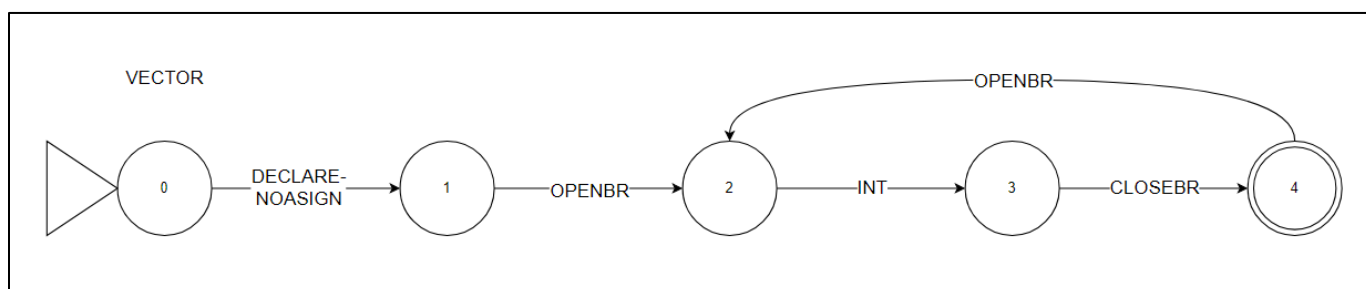 VECTOR
OPENBR
0
DECLARE-
NOASIGN
1
OPENBR
2
INT
3
CLOSEBR
4